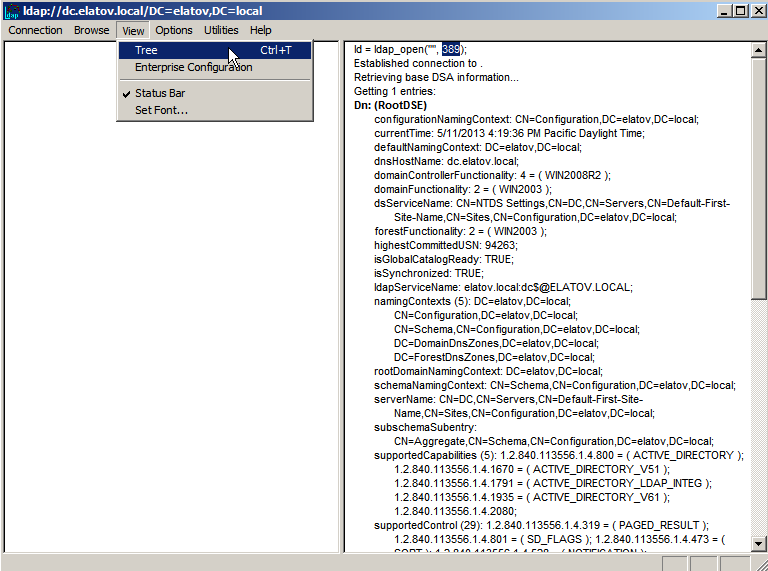 ldap://dc.elatov.local/DC=elatov,DC=local
Connection Browse View Options Utilities Help
Tree Ctrl+T
Enterprise Configuration
Status Bar
Set Font...
ld = ldap_open("", 389);
Established connection to .
Retrieving base DSA information...
Getting 1 entries:
Dn: (RootDSE)
configurationNamingContext: CN=Configuration,DC=elatov,DC=local;
currentTime: 5/11/2013 4:19:36 PM Pacific Daylight Time;
defaultNamingContext: DC=elatov,DC=local;
dnsHostName: dc.elatov.local;
domainControllerFunctionality: 4 = ( WIN2008R2 );
domainFunctionality: 2 = ( WIN2003 );
dsServiceName: CN=NTDS Settings,CN=DC,CN=Servers,CN=Default-First-
Site-Name,CN=Sites,CN=Configuration,DC=elatov,DC=local;
forestFunctionality: 2 = ( WIN2003 );
highestCommittedUSN: 94263;
isGlobalCatalogReady: TRUE;
isSynchronized: TRUE;
ldapServiceName: elatov.local:dc$@ELATOV.LOCAL;
namingContexts (5): DC=elatov,DC=local;
CN=Configuration,DC=elatov,DC=local;
CN=Schema,CN=Configuration,DC=elatov,DC=local;
DC=DomainDnsZones,DC=elatov,DC=local;
DC=ForestDnsZones,DC=elatov,DC=local;
rootDomainNamingContext: DC=elatov,DC=local;
schemaNamingContext: CN=Schema,CN=Configuration,DC=elatov,DC=local;
serverName: CN=DC,CN=Servers,CN=Default-First-Site-
Name,CN=Sites,CN=Configuration,DC=elatov,DC=local;
subschemaSubentry:
CN=Aggregate,CN=Schema,CN=Configuration,DC=elatov,DC=local;
supportedCapabilities (5): 1.2.840.113556.1.4.800 = ( ACTIVE_DIRECTORY );
1.2.840.113556.1.4.1670 = ( ACTIVE_DIRECTORY_V51 );
1.2.840.113556.1.4.1791 = ( ACTIVE_DIRECTORY_LDAP_INTEG );
1.2.840.113556.1.4.1935 = ( ACTIVE_DIRECTORY_V61 );
1.2.840.113556.1.4.2080;
supportedControl (29): 1.2.840.113556.1.4.319 = ( PAGED_RESULT );
1.2.840.113556.1.4.801 = ( SD_FLAGS ); 1.2.840.113556.1.4.473 = (
SORT ); 1.2.840.113556.1.4.528 = ( NOTIFICATION );